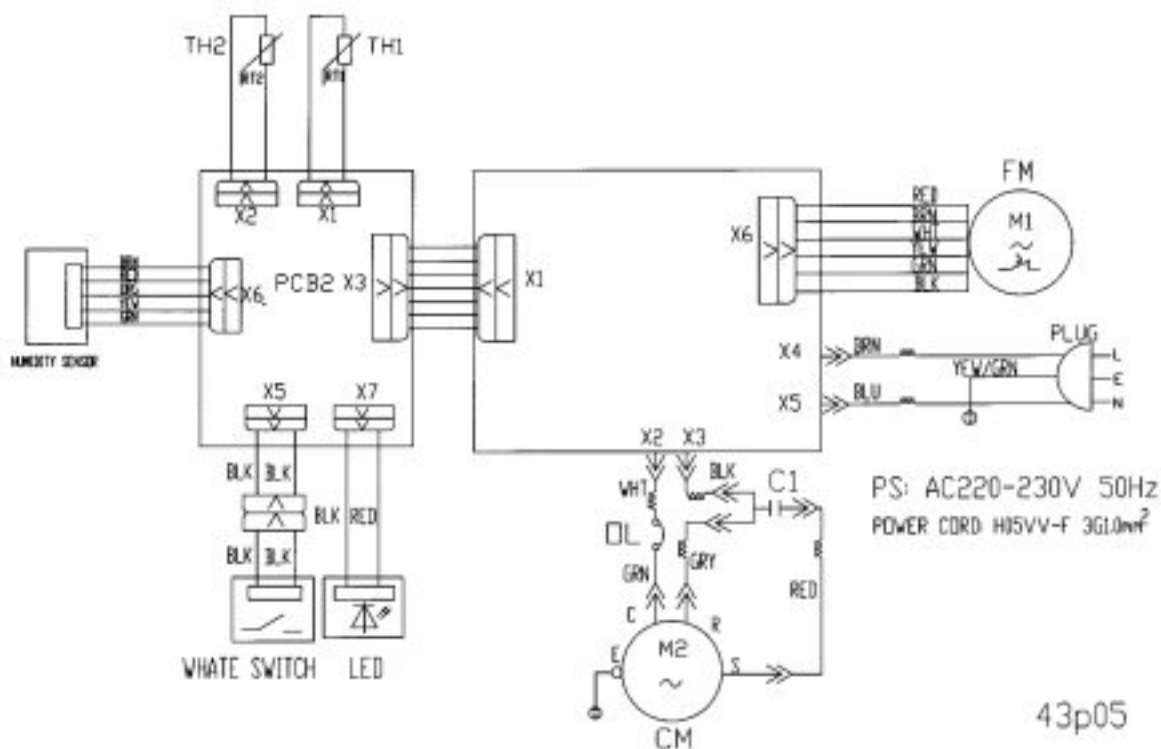 TH2
RT2
RT1
TH1
X2
X1
FM
RED
BRN
WHT
YEW
GRN
BLK
X6
M1
~
X6
PCB2
X3
X1
HUMIDITY SENSOR
PLUG
X4
BRN
L
YEW/GRN
E
X5
BLU
N
X5
X7
X2
X3
BLK
BLK
BLK
RED
BLK
BLK
WHT
BLK
C1
OL
GRN
GRY
RED
PS: AC220-230V 50Hz
POWER CORD H05VV-F 3G1.0mm²
C
R
E
M2
S
~
WHATE SWITCH
LED
CM
43p05